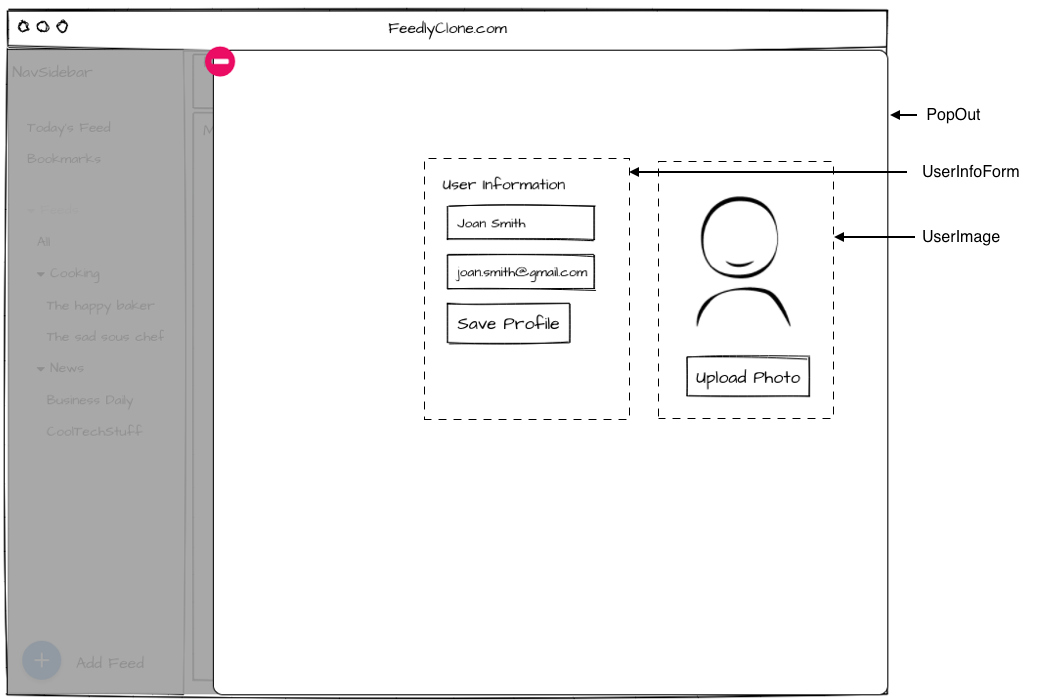 FeedlyClone.com
NavSidebar
Today's Feed
Bookmarks
All
Cooking
The happy baker
The sad sous chef
News
Business Daily
CoolTechStuff
Add Feed
M
User Information
Joan Smith
joan.smith@gmail.com
Save Profile
Upload Photo
PopOut
UserInfoForm
UserImage